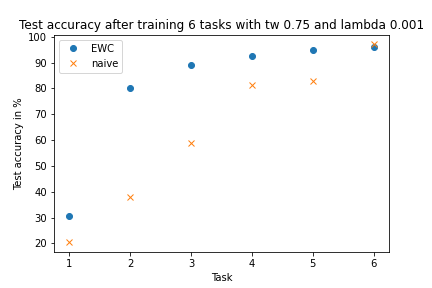 Test accuracy after training 6 tasks with tw 0.75 and lambda 0.001
EWC
naive
100
90
80
70
60
50
40
30
20
Test accuracy in %
1 2 3 4 5 6
Task